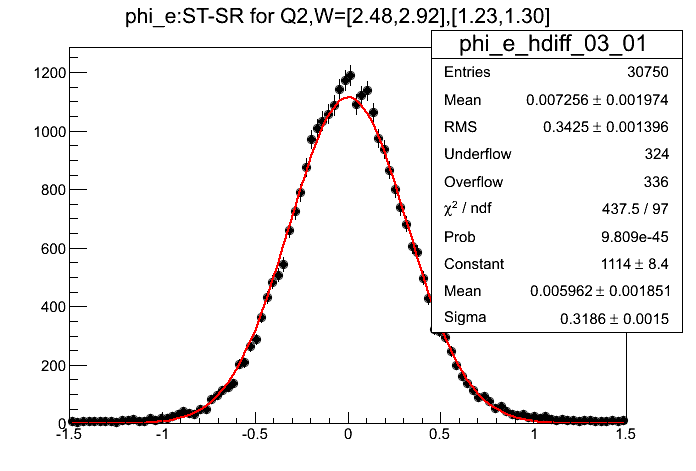 phi_e:ST-SR for Q2,W=[2.48,2.92],[1.23,1.30]
phi_e_hdiff_03_01
Entries 30750
Mean 0.007256 ± 0.001974
RMS 0.3425 ± 0.001396
Underflow 324
Overflow 336
χ² / ndf 437.5 / 97
Prob 9.809e-45
Constant 1114 ± 8.4
Mean 0.005962 ± 0.001851
Sigma 0.3186 ± 0.0015
1200
1000
800
600
400
200
0
-1.5 -1 -0.5 0 0.5 1 1.5